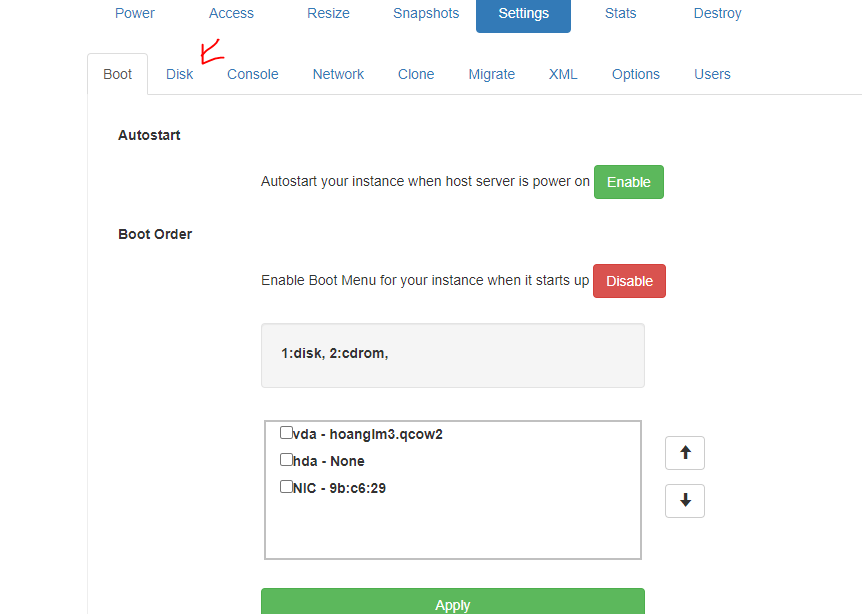 Power Access Resize Snapshots Settings Stats Destroy
Boot Disk Console Network Clone Migrate XML Options Users
Autostart
Autostart your instance when host server is power on Enable
Boot Order
Enable Boot Menu for your instance when it starts up Disable
1:disk, 2:cdrom,
vda - hoanglm3.qcow2
hda - None
NIC - 9b:c6:29
Apply